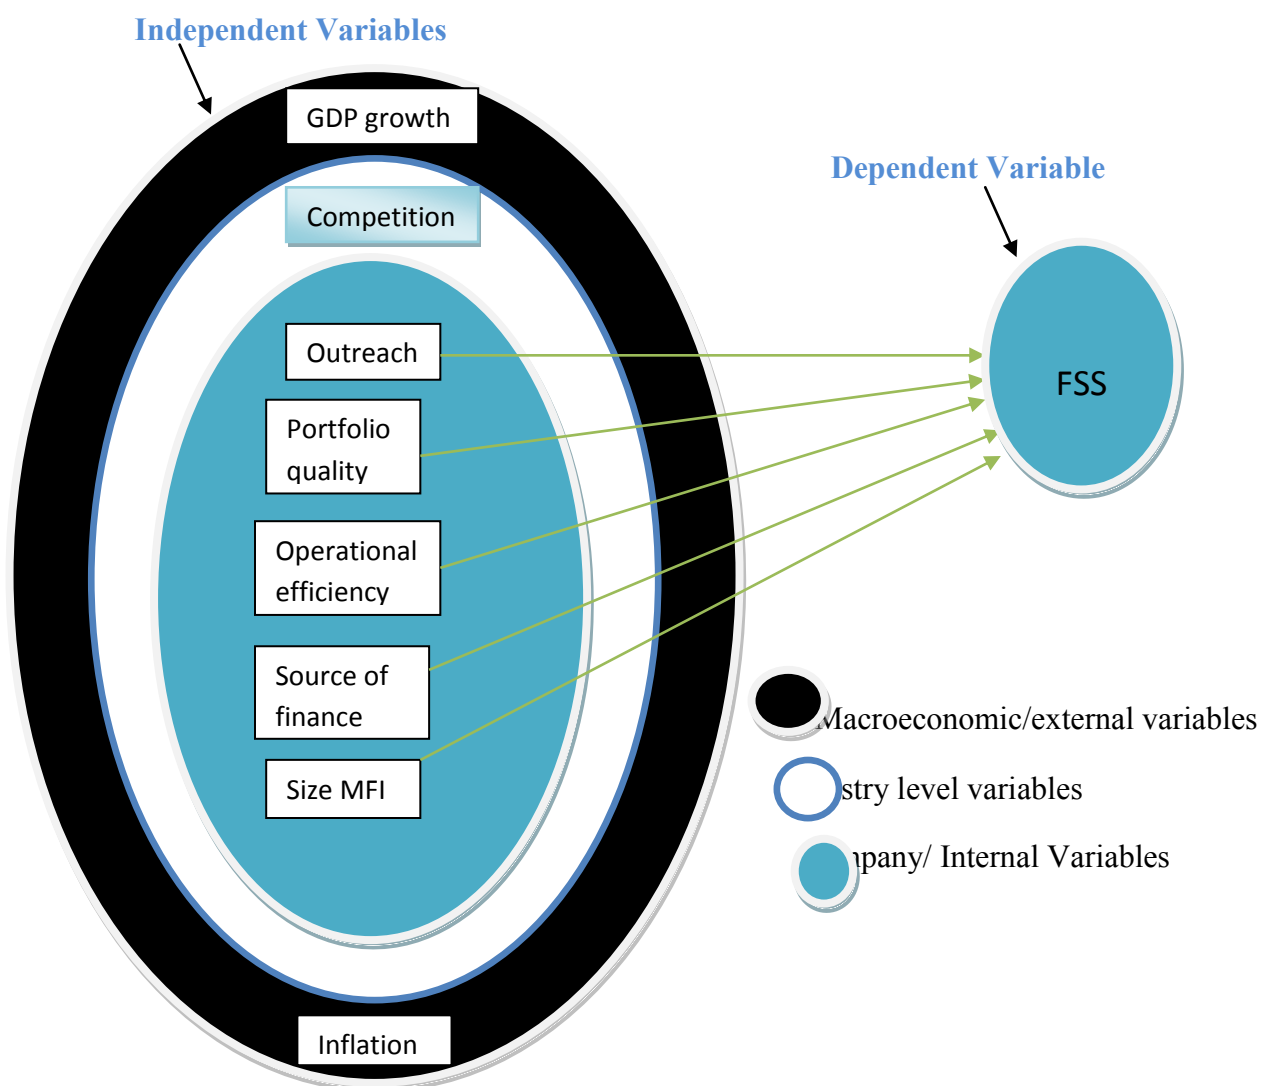 Independent Variables
GDP growth
Competition
Dependent Variable
Outreach
Portfolio
quality
Operational
efficiency
Source of
finance
Size MFI
Inflation
FSS
Macroeconomic/external variables
stry level variables
mpany/ Internal Variables